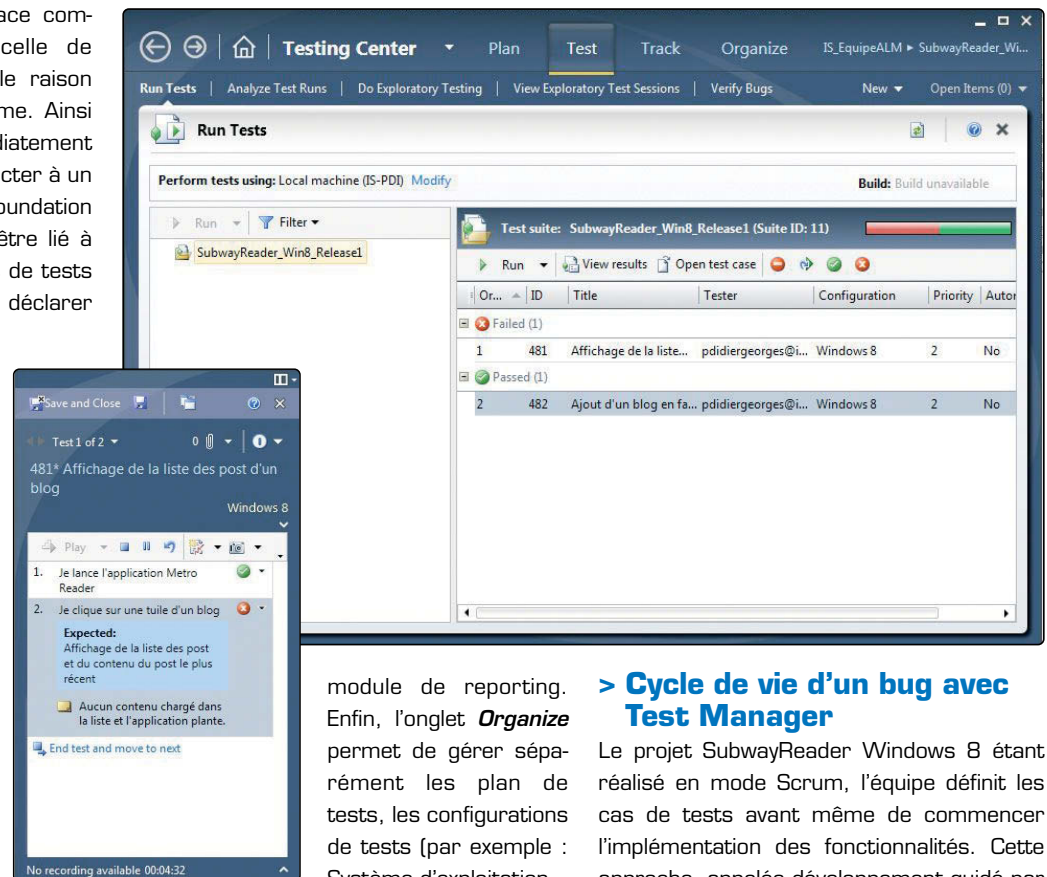 ace com-
celle de
le raison
me. Ainsi
diatement
cter à un
oundation
être lié à
de tests
déclarer
Testing Center Plan Test Track Organize IS_EquipeALM ▸ SubwayReader_Wi...
Run Tests | Analyze Test Runs | Do Exploratory Testing | View Exploratory Test Sessions | Verify Bugs New Open Items (0)
Run Tests
Perform tests using: Local machine (IS-PDI) Modify Build: Build unavailable
Run Filter
SubwayReader_Win8_Release1
Test suite: SubwayReader_Win8_Release1 (Suite ID: 11)
Run View results Open test case
Or... ID Title Tester Configuration Priority Autor
Failed (1)
1 481 Affichage de la liste... pdidiergeorges@i... Windows 8 2 No
Passed (1)
2 482 Ajout d'un blog en fa... pdidiergeorges@i... Windows 8 2 No
Save and Close
Test 1 of 2 0
481* Affichage de la liste des post d'un
blog
Windows 8
Play
1. Je lance l'application Metro
Reader
2. Je clique sur une tuile d'un blog
Expected:
Affichage de la liste des post
et du contenu du post le plus
récent
Aucun contenu chargé dans
la liste et l'application plante.
End test and move to next
No recording available 00:04:32
module de reporting.
Enfin, l'onglet Organize
permet de gérer sépa-
rément les plan de
tests, les configurations
de tests (par exemple :
> Cycle de vie d'un bug avec
Test Manager
Le projet SubwayReader Windows 8 étant
réalisé en mode Scrum, l'équipe définit les
cas de tests avant même de commencer
l'implémentation des fonctionnalités. Cette